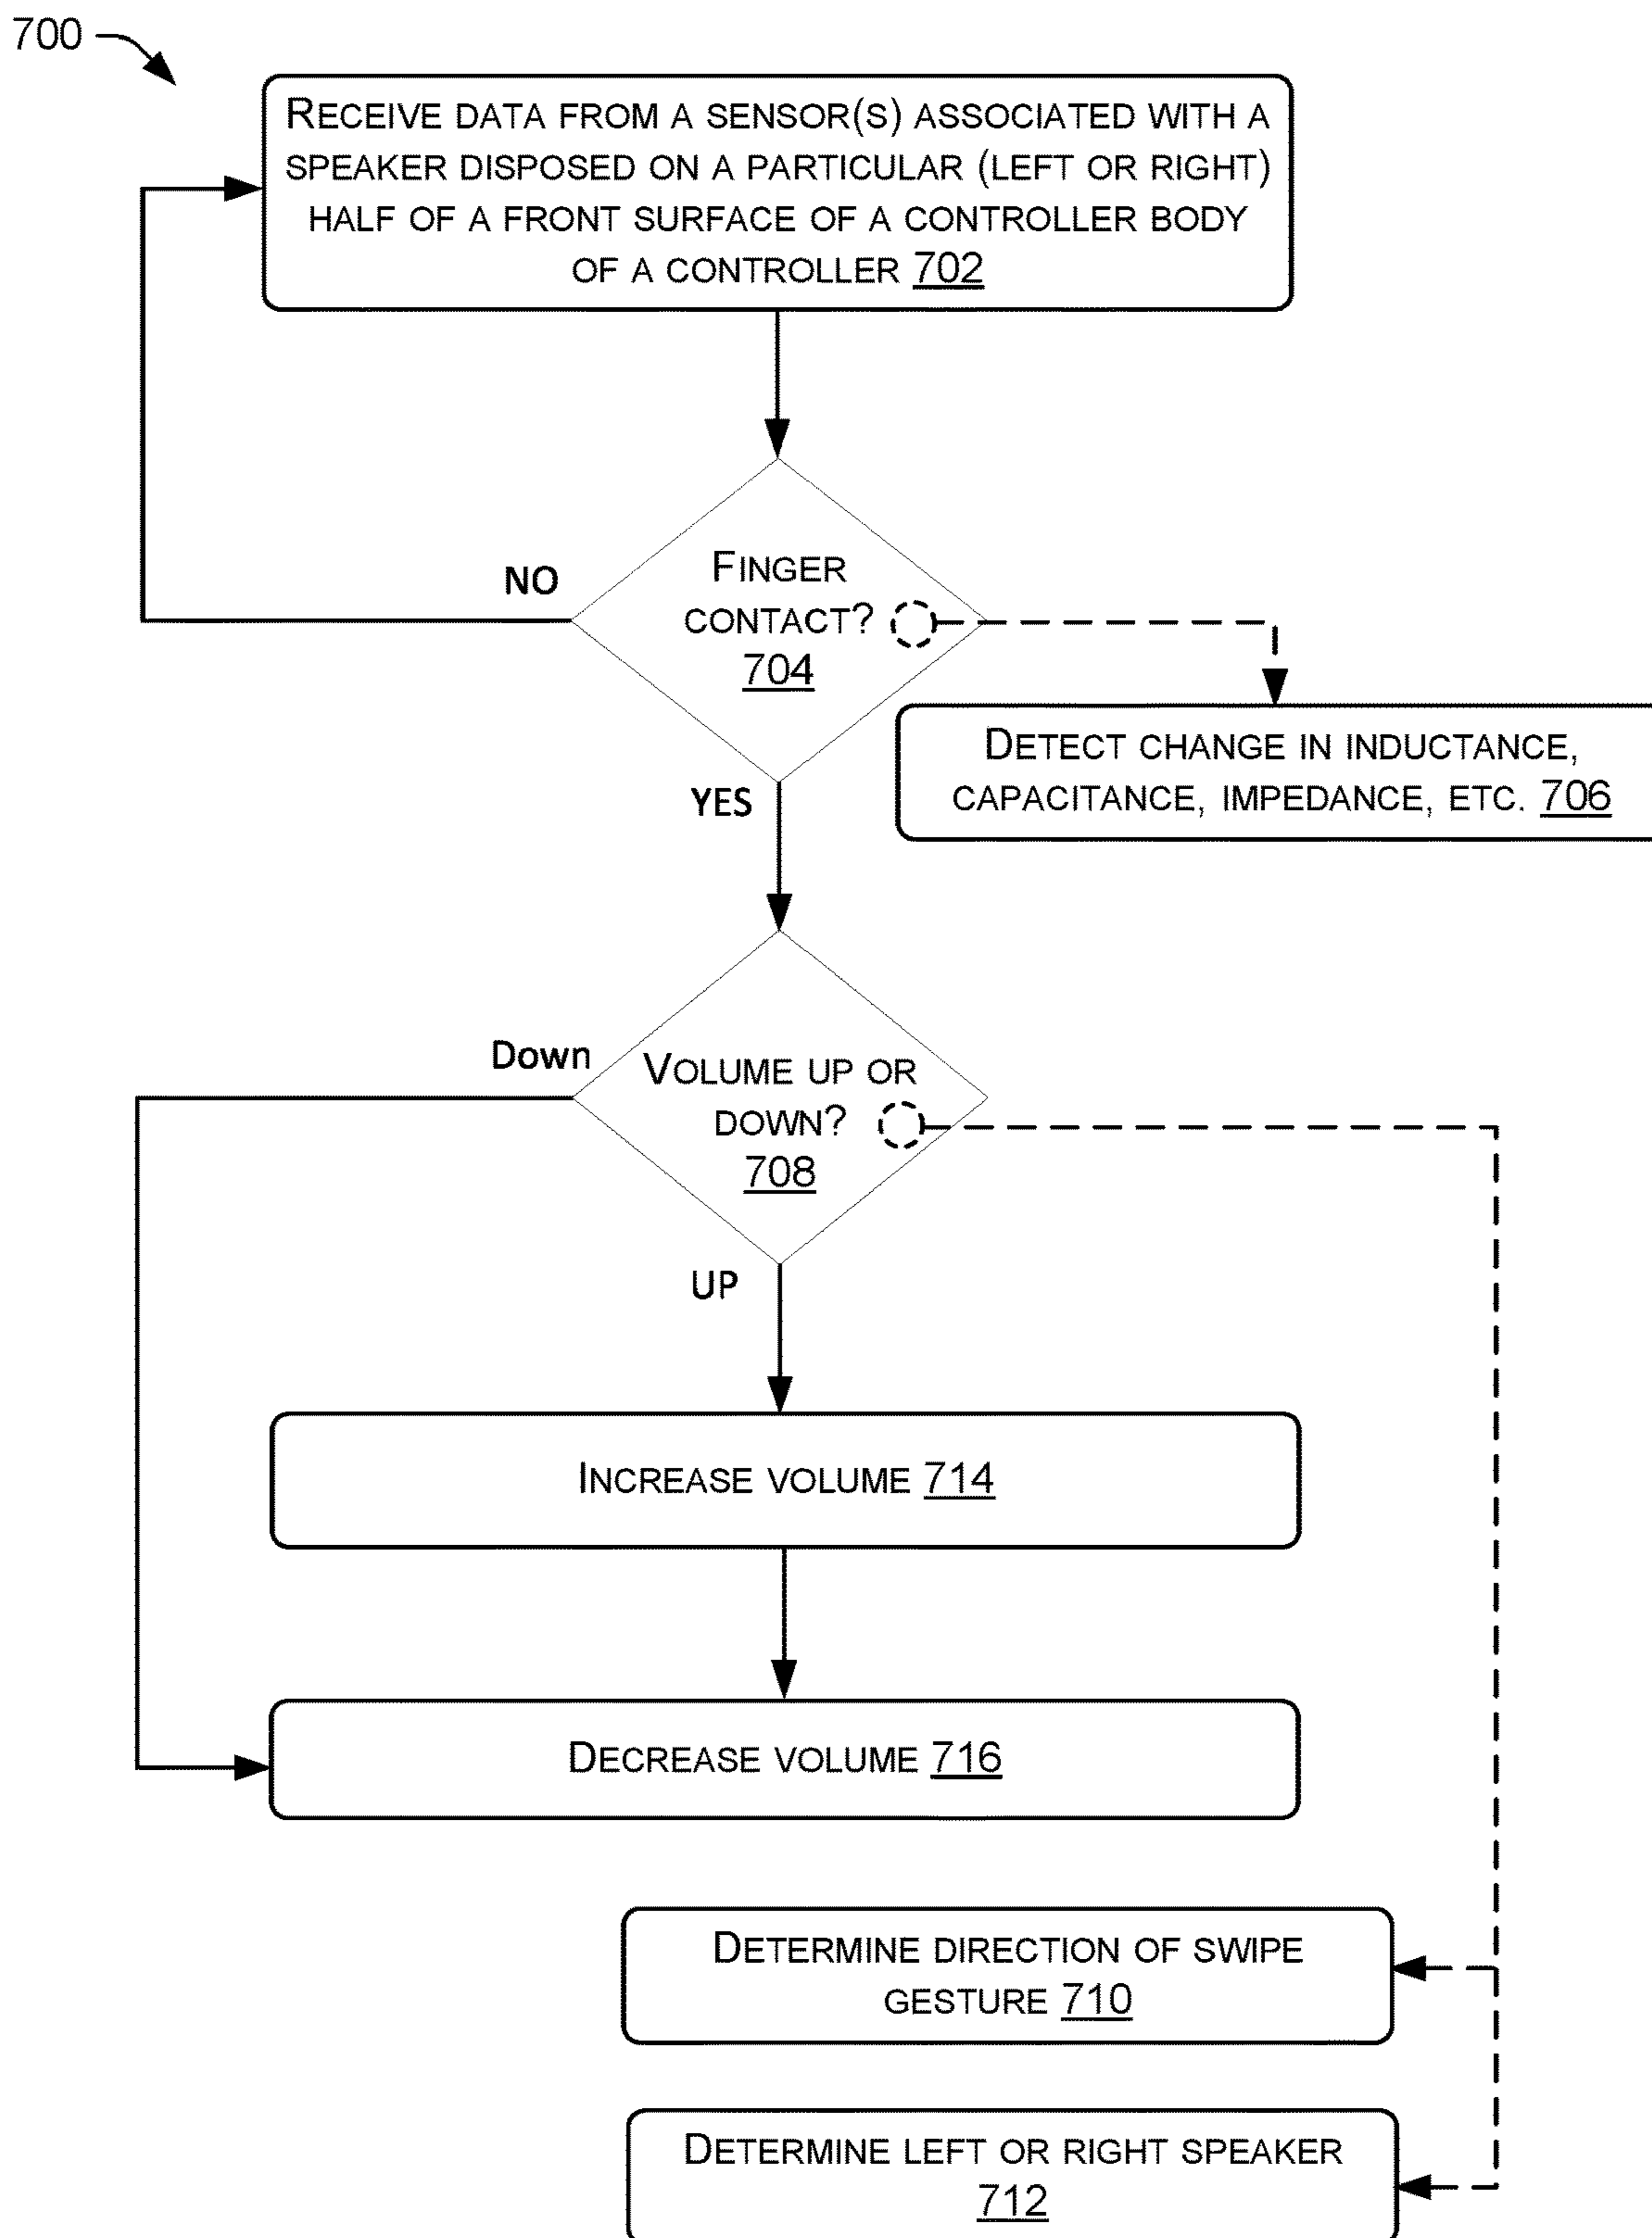 700
RECEIVE DATA FROM A SENSOR(S) ASSOCIATED WITH A
SPEAKER DISPOSED ON A PARTICULAR (LEFT OR RIGHT)
HALF OF A FRONT SURFACE OF A CONTROLLER BODY
OF A CONTROLLER 702
NO
FINGER
CONTACT?
704
DETECT CHANGE IN INDUCTANCE,
CAPACITANCE, IMPEDANCE, ETC. 706
YES
Down
VOLUME UP OR
DOWN?
708
UP
INCREASE VOLUME 714
DECREASE VOLUME 716
DETERMINE DIRECTION OF SWIPE
GESTURE 710
DETERMINE LEFT OR RIGHT SPEAKER
712